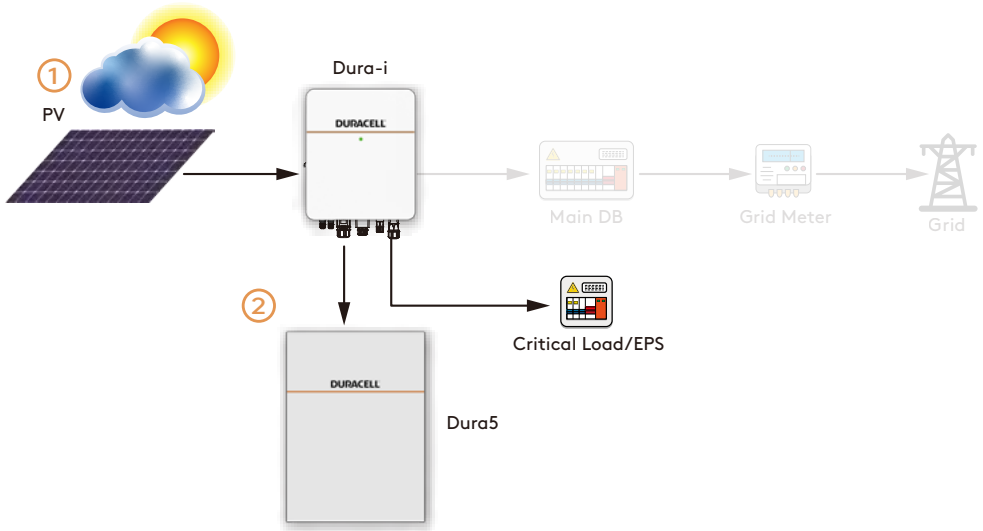 1
PV
Dura-i
DURACELL
Main DB
Grid Meter
Grid
2
Critical Load/EPS
DURACELL
Dura5